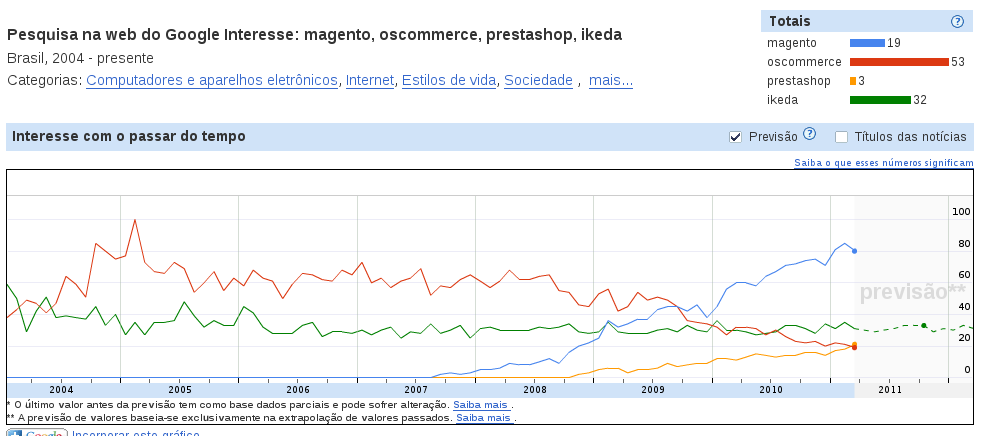 Pesquisa na web do Google Interesse: magento, oscommerce, prestashop, ikeda
Brasil, 2004 - presente
Categorias: Computadores e aparelhos eletrônicos, Internet, Estilos de vida, Sociedade , mais...
Totais ?
magento 19
oscommerce 53
prestashop 3
ikeda 32
Interesse com o passar do tempo Previsão ? Títulos das notícias
Saiba o que esses números significam
100
80
60
previsão**
40
20
0
2004 2005 2006 2007 2008 2009 2010 2011
* O último valor antes da previsão tem como base dados parciais e pode sofrer alteração. Saiba mais .
** A previsão de valores baseia-se exclusivamente na extrapolação de valores passados. Saiba mais .
Google Incorporar este gráfico